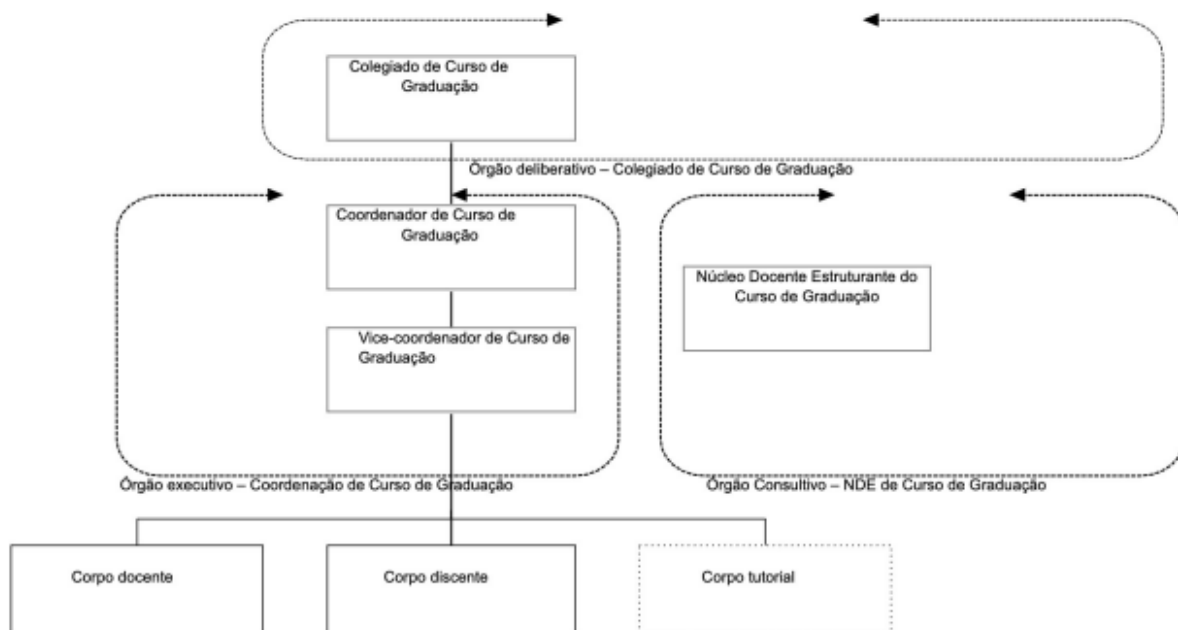 Colegiado de Curso de
Graduação
Órgão deliberativo – Colegiado de Curso de Graduação
Coordenador de Curso de
Graduação
Núcleo Docente Estruturante do
Curso de Graduação
Vice-coordenador de Curso de
Graduação
Órgão executivo – Coordenação de Curso de Graduação
Órgão Consultivo – NDE de Curso de Graduação
Corpo docente
Corpo discente
Corpo tutorial